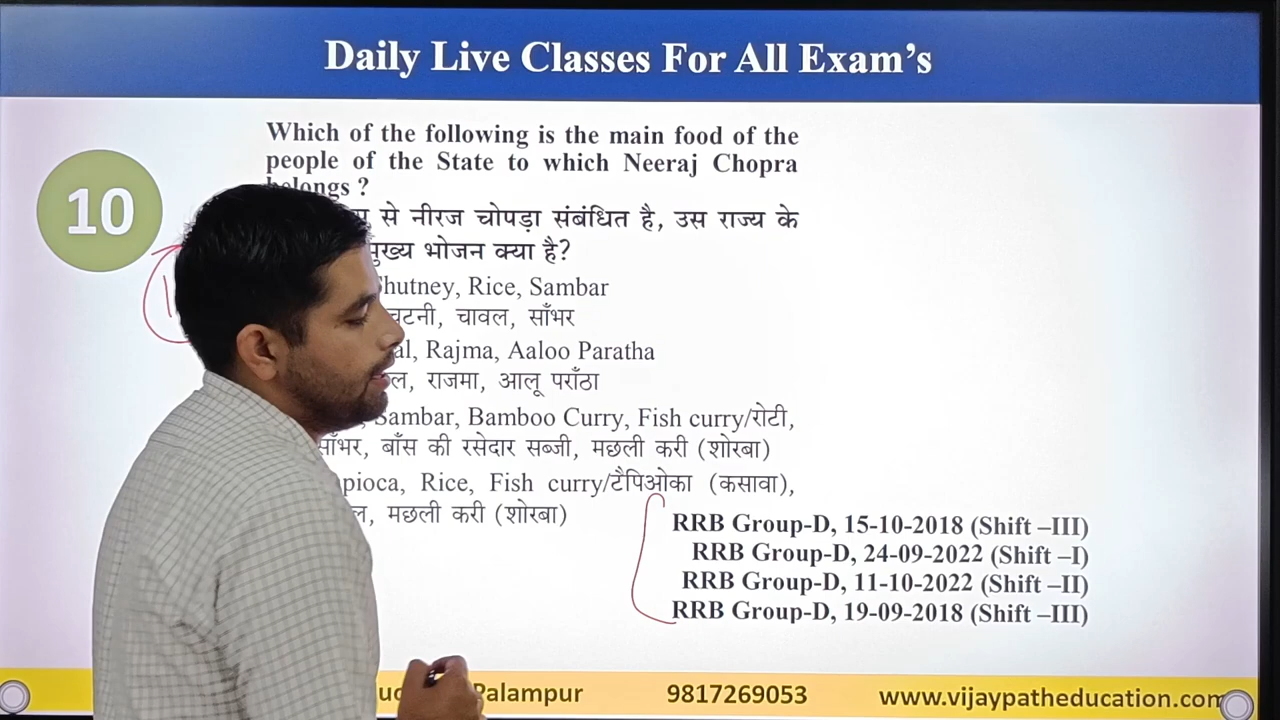 Daily Live Classes For All Exam's
10
Which of the following is the main food of the
people of the State to which Neeraj Chopra
belongs ?
से नीरज चोपड़ा संबंधित है, उस राज्य के
मुख्य भोजन क्या है?
Chutney, Rice, Sambar
चटनी, चावल, साँभर
Rajma, Aaloo Paratha
राजमा, आलू पराँठा
Sambar, Bamboo Curry, Fish curry/रोटी,
साँभर, बाँस की रसेदार सब्जी, मछली करी (शोरबा)
Rice, Fish curry/टैपिओका (कसावा),
मछली करी (शोरबा)
RRB Group-D, 15-10-2018 (Shift –III)
RRB Group-D, 24-09-2022 (Shift –I)
RRB Group-D, 11-10-2022 (Shift –II)
RRB Group-D, 19-09-2018 (Shift –III)
Palampur 9817269053 www.vijaypatheducation.com